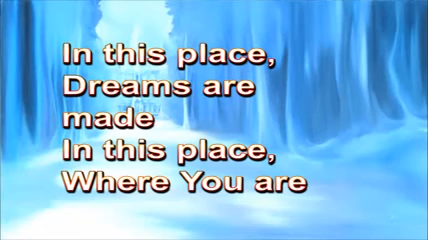 In this place,
Dreams are
made
In this place,
Where You are